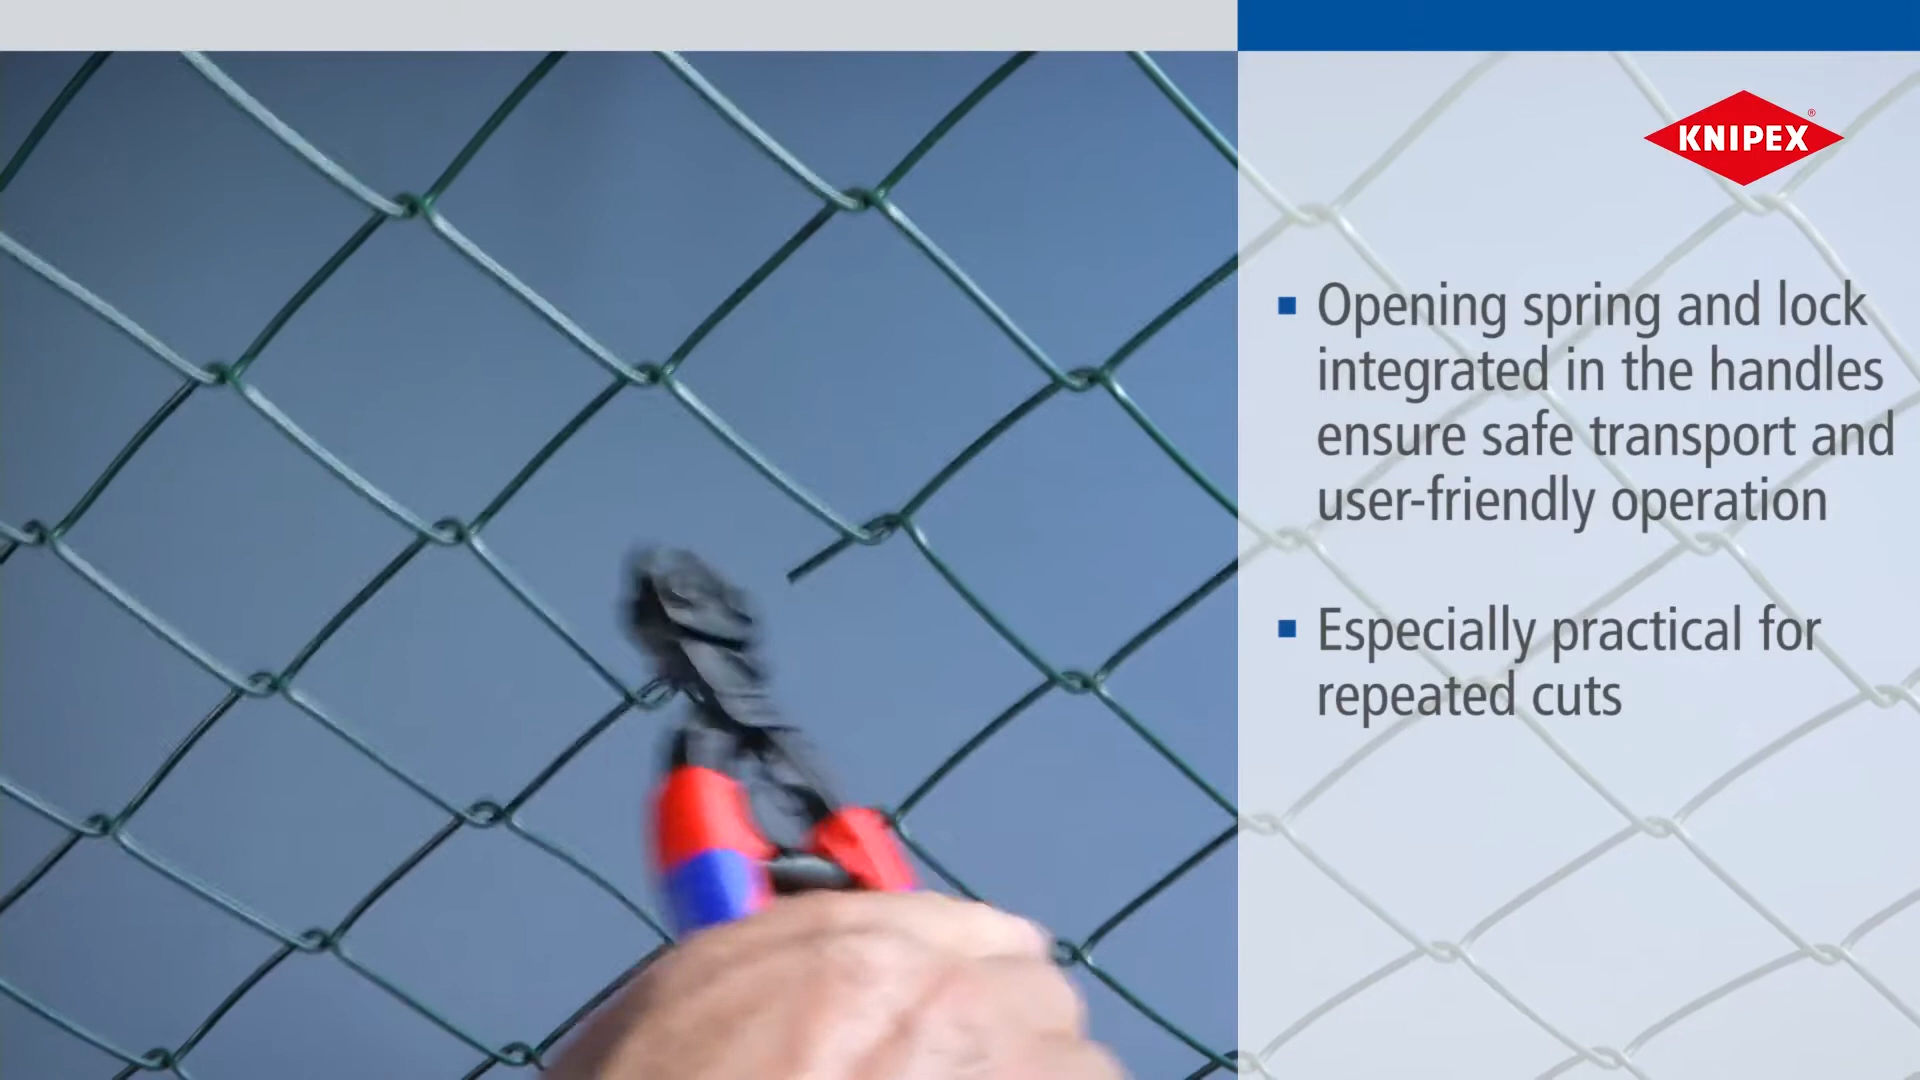 KNIPEX®
▪ Opening spring and lock
integrated in the handles
ensure safe transport and
user-friendly operation
▪ Especially practical for
repeated cuts